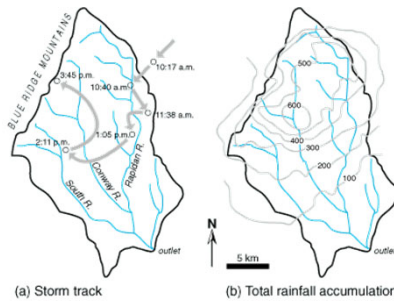 BLUE RIDGE MOUNTAINS
3:45 p.m.
10:17 a.m.
10:40 a.m.
11:38 a.m.
1:05 p.m.
2:11 p.m.
South R.
Conway R.
Rapidan R.
outlet
(a) Storm track
N
5 km
500
600
400
300
200
100
outlet
(b) Total rainfall accumulation